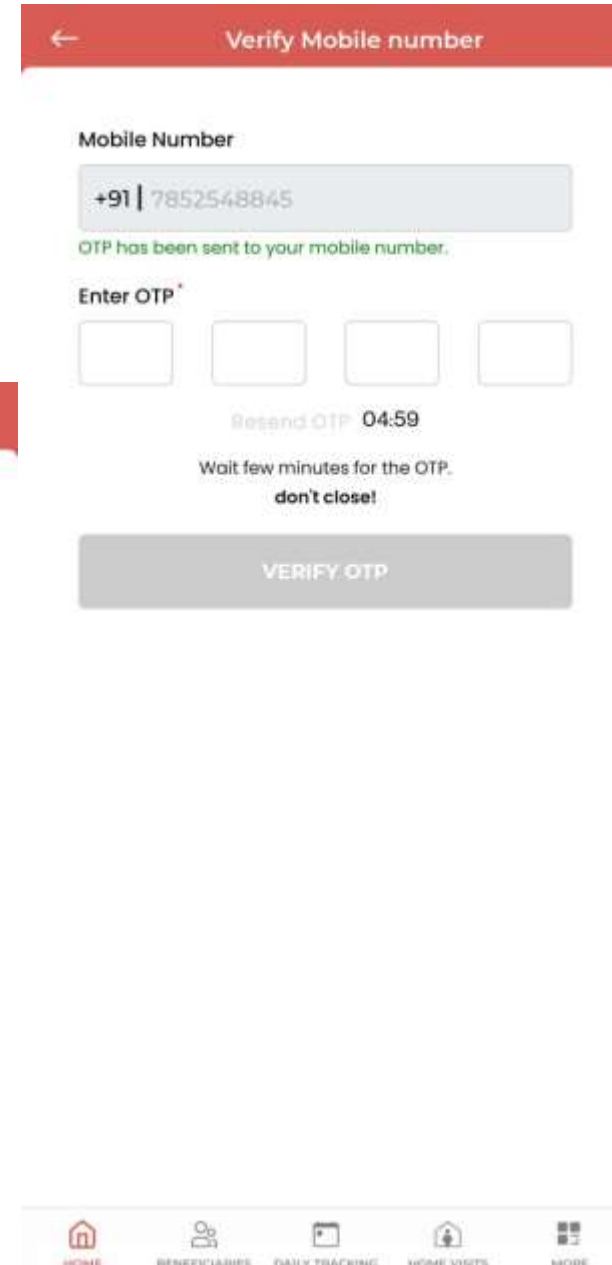 Verify Mobile number
Mobile Number
+91 7852548845
OTP has been sent to your mobile number.
Enter OTP*
Resend OTP 04:59
Wait few minutes for the OTP.
don't close!
VERIFY OTP
HOME BENEFICIARIES DAILY TRACKING HOME VISITS MORE